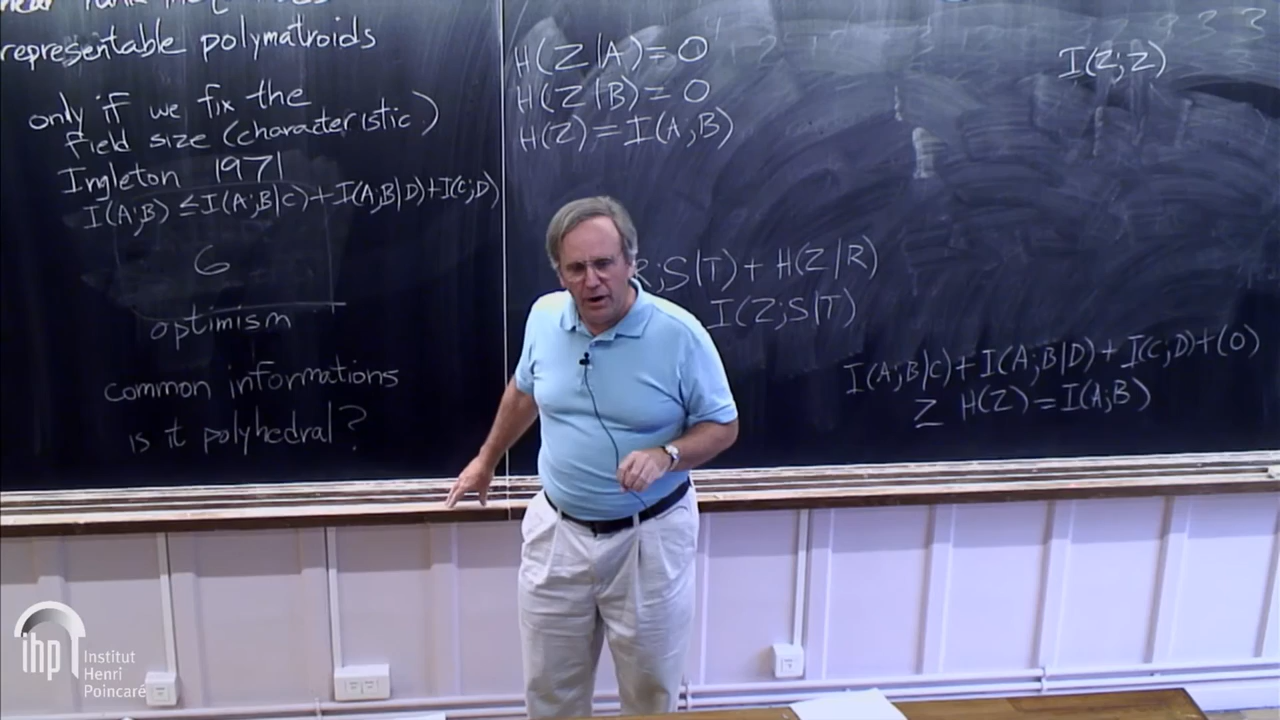 representable polymatroids
only if we fix the
field size (characteristic)
Ingleton 1971
I(A;B) ≤ I(A;B|C) + I(A;B|D) + I(C;D)
6
optimism
common informations
is it polyhedral?
H(Z|A) = 0
H(Z|B) = 0
H(Z) = I(A;B)
R;S|T) + H(Z|R)
I(Z;S|T)
I(Z;Z)
I(A;B|C) + I(A;B|D) + I(C;D) + (0)
Z H(Z) = I(A;B)
ihp Institut
Henri
Poincaré